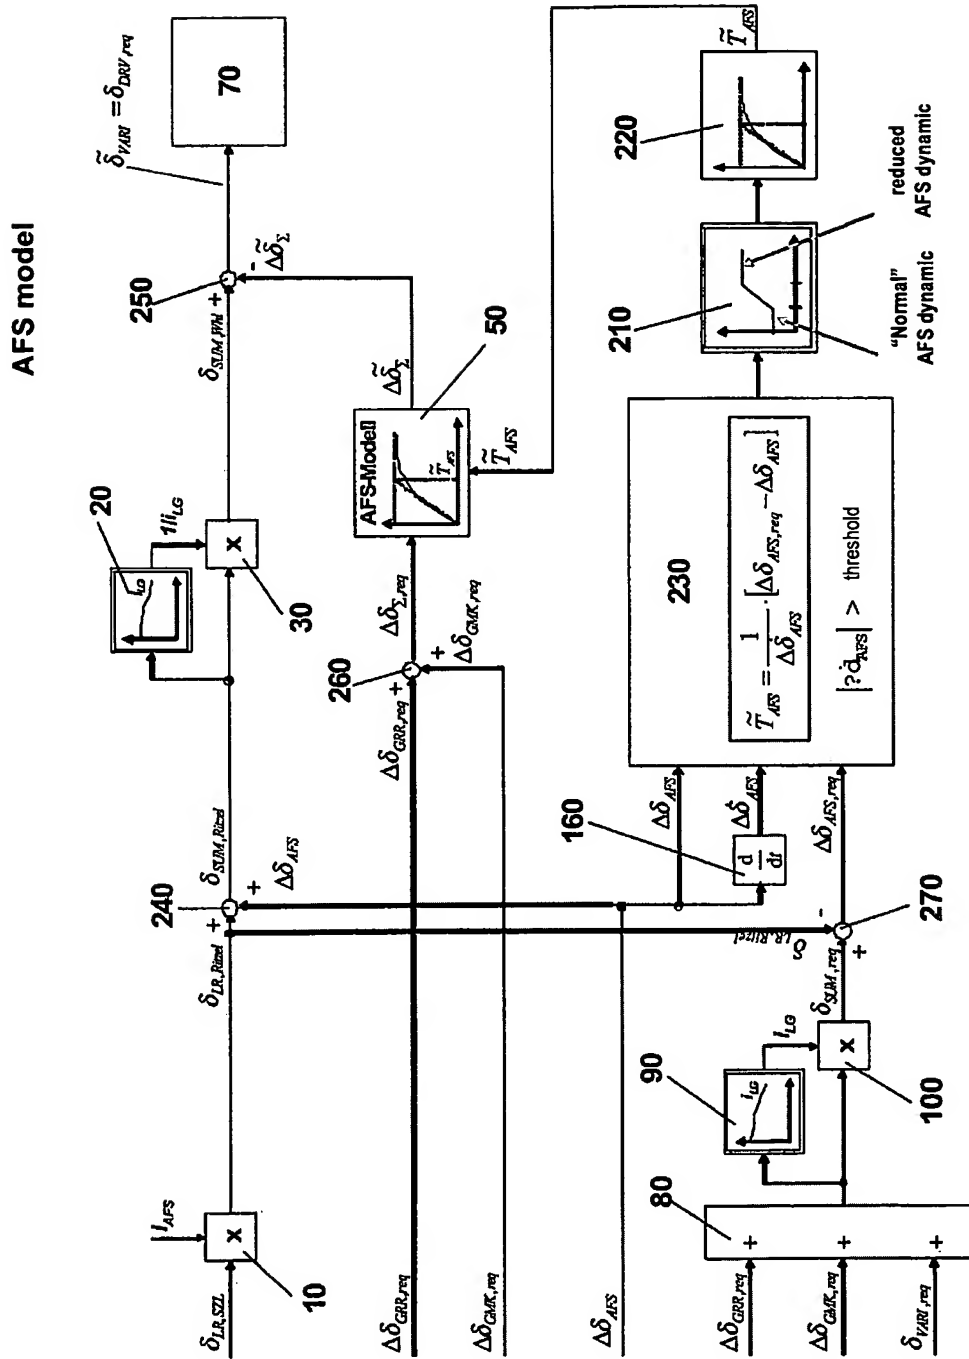 AFS model
δ̃VARI = δDRV,req
70
250
δSUM,Whl
+
-
Δδ̃Σ
20
iLG
1/iLG
X
30
δSUM,Ritzel
240
δLR,Ritzel
+
+
ΔδAFS
iAFS
X
10
δLR,SZL
50
AFS-Modell
T̃AFS
Δδ̃Σ
T̃AFS
ΔδΣ,req
260
+
+
ΔδGMK,req
ΔδGRR,req
ΔδGRR,req
ΔδGMK,req
ΔδAFS
T̃AFS
220
210
reduced
AFS dynamic
"Normal"
AFS dynamic
230
T̃AFS = 1 / Δδ̇AFS · [ΔδAFS,req − ΔδAFS]
|?ḋAFS| > threshold
ΔδAFS
Δδ̇AFS
ΔδAFS,req
160
d
dt
δLR,Ritzel
-
+
270
δSUM,req
iLG
90
iLG
X
100
80
+
+
+
ΔδGRR,req
ΔδGMK,req
δVARI,req